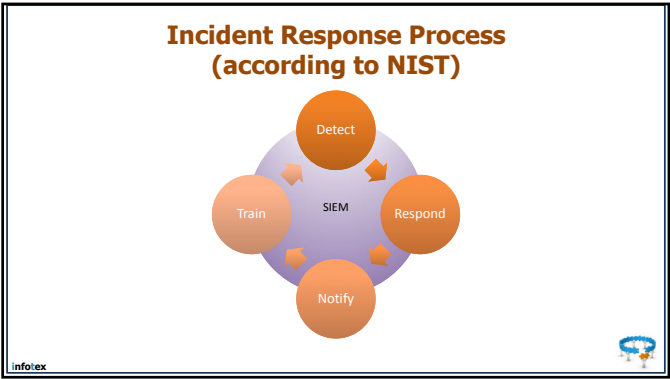 Incident Response Process
(according to NIST)
Detect
Train
SIEM
Respond
Notify
infotex